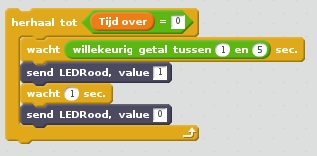 herhaal tot Tijd over = 0
wacht willekeurig getal tussen 1 en 5 sec.
send LEDRood, value 1
wacht 1 sec.
send LEDRood, value 0